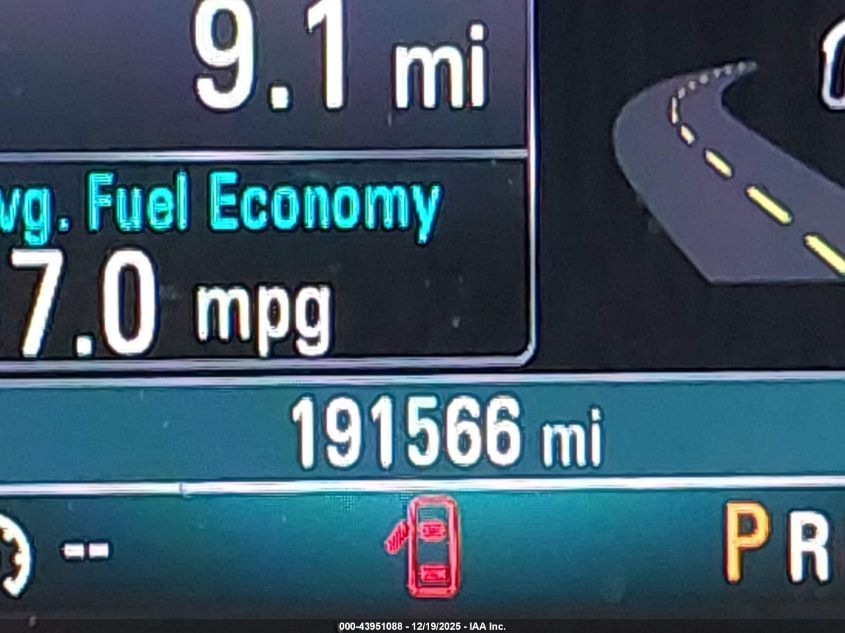 9.1 mi
vg. Fuel Economy
7.0 mpg
191566 mi
--
P R
000-43951088 - 12/19/2025 - IAA Inc.